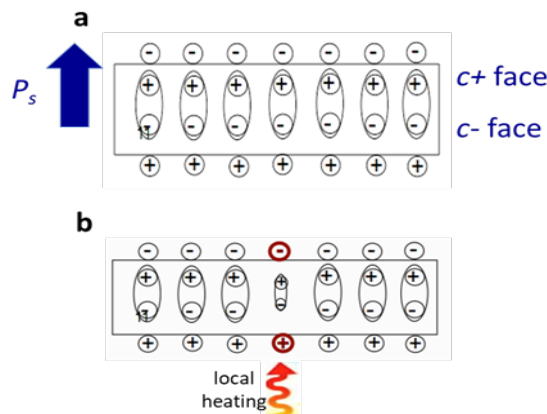 a
- - - - - - -
Ps
+ + + + + + +
c+ face
- - - - - -
c- face
+ + + + + + +
b
- - - - - - -
+ + + + + + +
- - - - - -
+ + + + + + +
local
heating